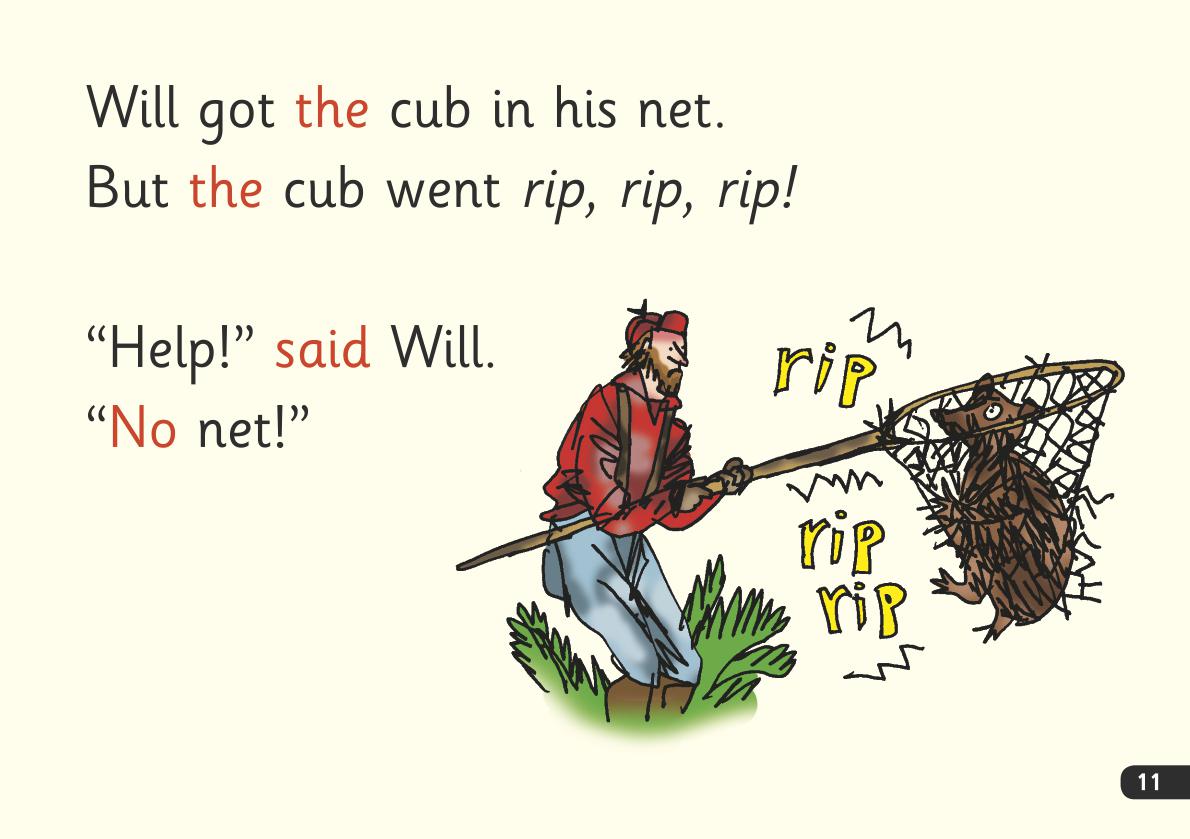 Will got the cub in his net.
But the cub went rip, rip, rip!
“Help!” said Will.
“No net!”
rip
rip
rip
11